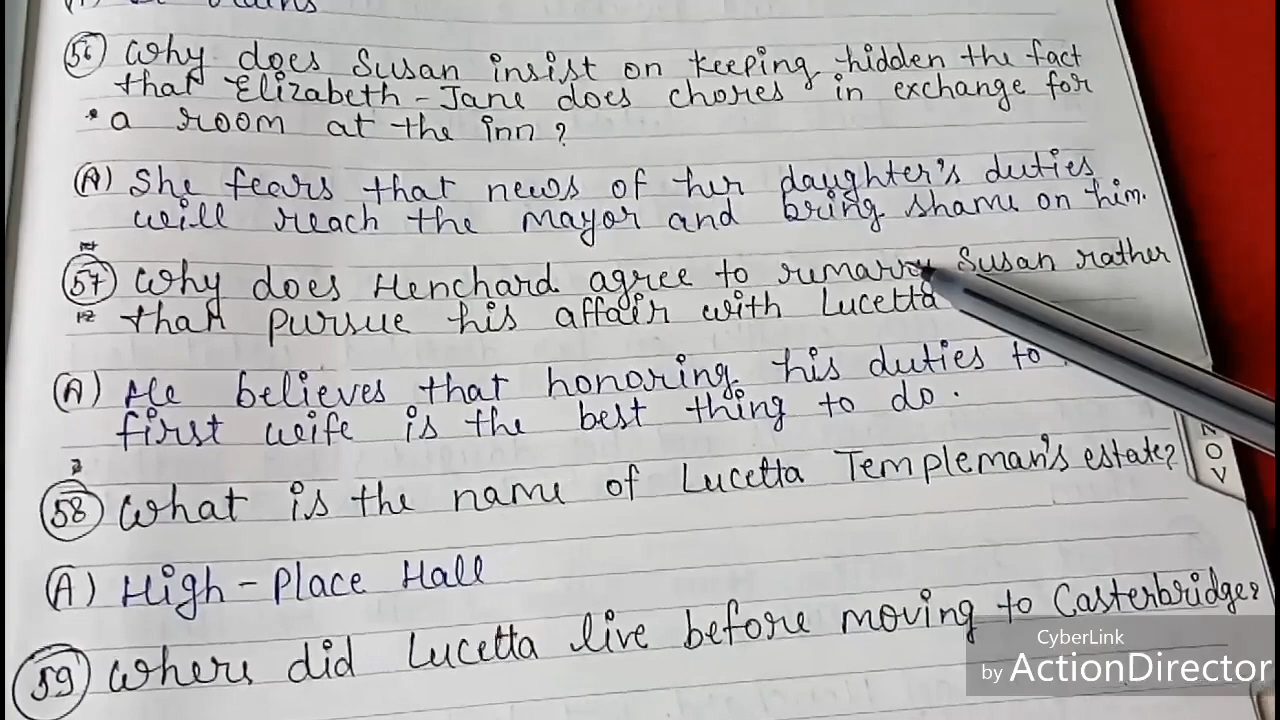 56 Why does Susan insist on keeping hidden the fact
that Elizabeth-Jane does chores in exchange for
a room at the inn?
(A) She fears that news of her daughter's duties
will reach the mayor and bring shame on him.
57 Why does Henchard agree to remarry Susan rather
than pursue his affair with Lucetta
(A) He believes that honoring his duties to
first wife is the best thing to do.
58 What is the name of Lucetta Templeman's estate?
(A) High-Place Hall
59 Where did Lucetta live before moving to Casterbridge?
NOV
CyberLink
by ActionDirector